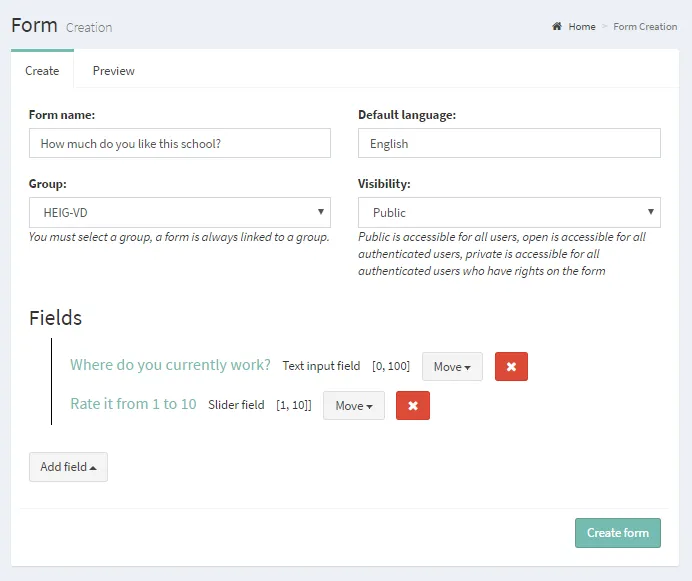 Form Creation
Home > Form Creation
Create Preview
Form name:
How much do you like this school?
Default language:
English
Group:
HEIG-VD
You must select a group, a form is always linked to a group.
Visibility:
Public
Public is accessible for all users, open is accessible for all
authenticated users, private is accessible for all
authenticated users who have rights on the form
Fields
Where do you currently work? Text input field [0, 100] Move
Rate it from 1 to 10 Slider field [1, 10]] Move
Add field
Create form